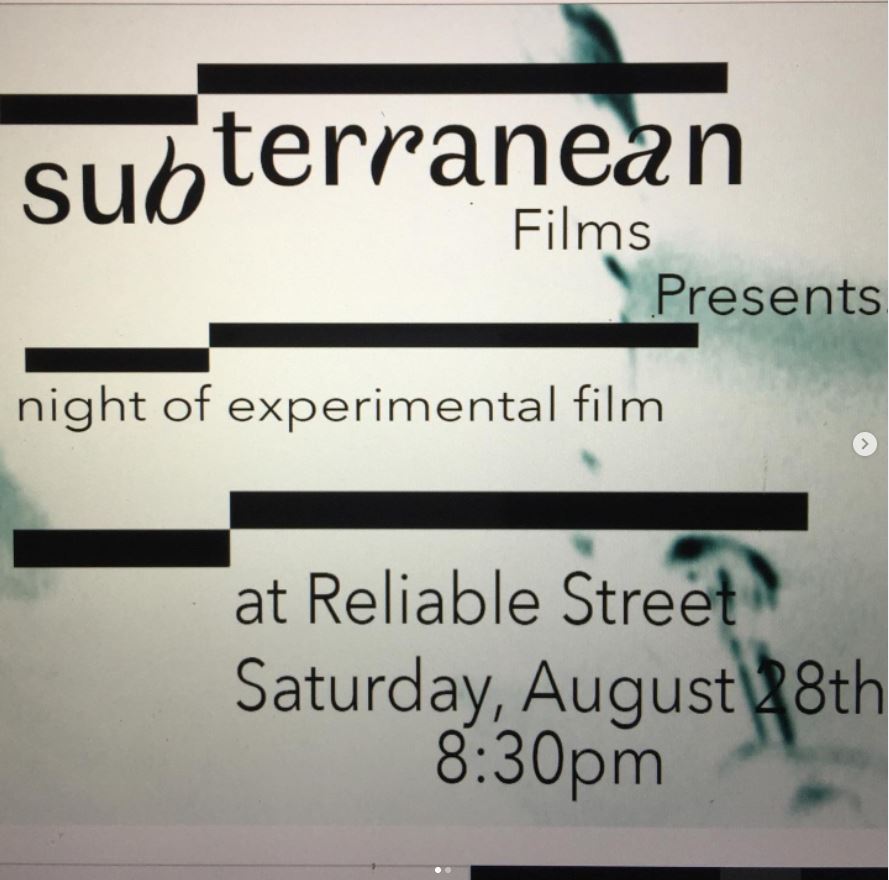 subterranean
Films
Presents.
night of experimental film
at Reliable Street
Saturday, August 28th
8:30pm